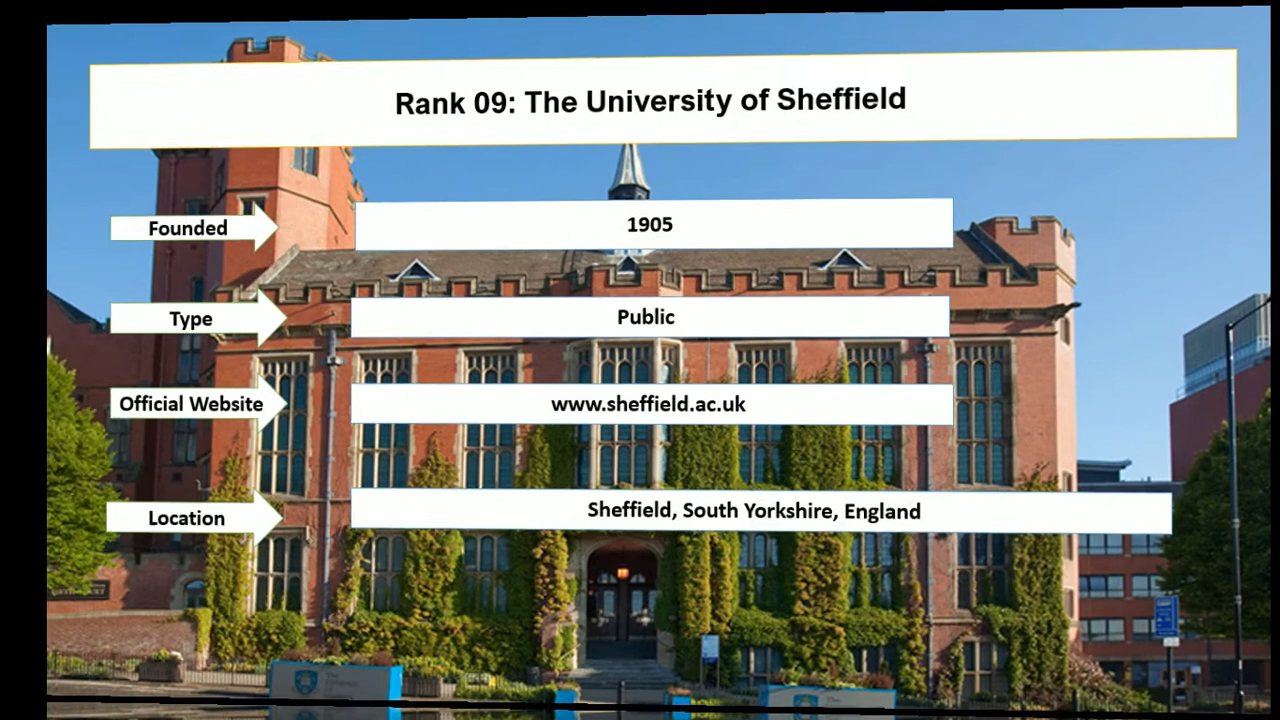 Rank 09: The University of Sheffield
Founded
1905
Type
Public
Official Website
www.sheffield.ac.uk
Location
Sheffield, South Yorkshire, England